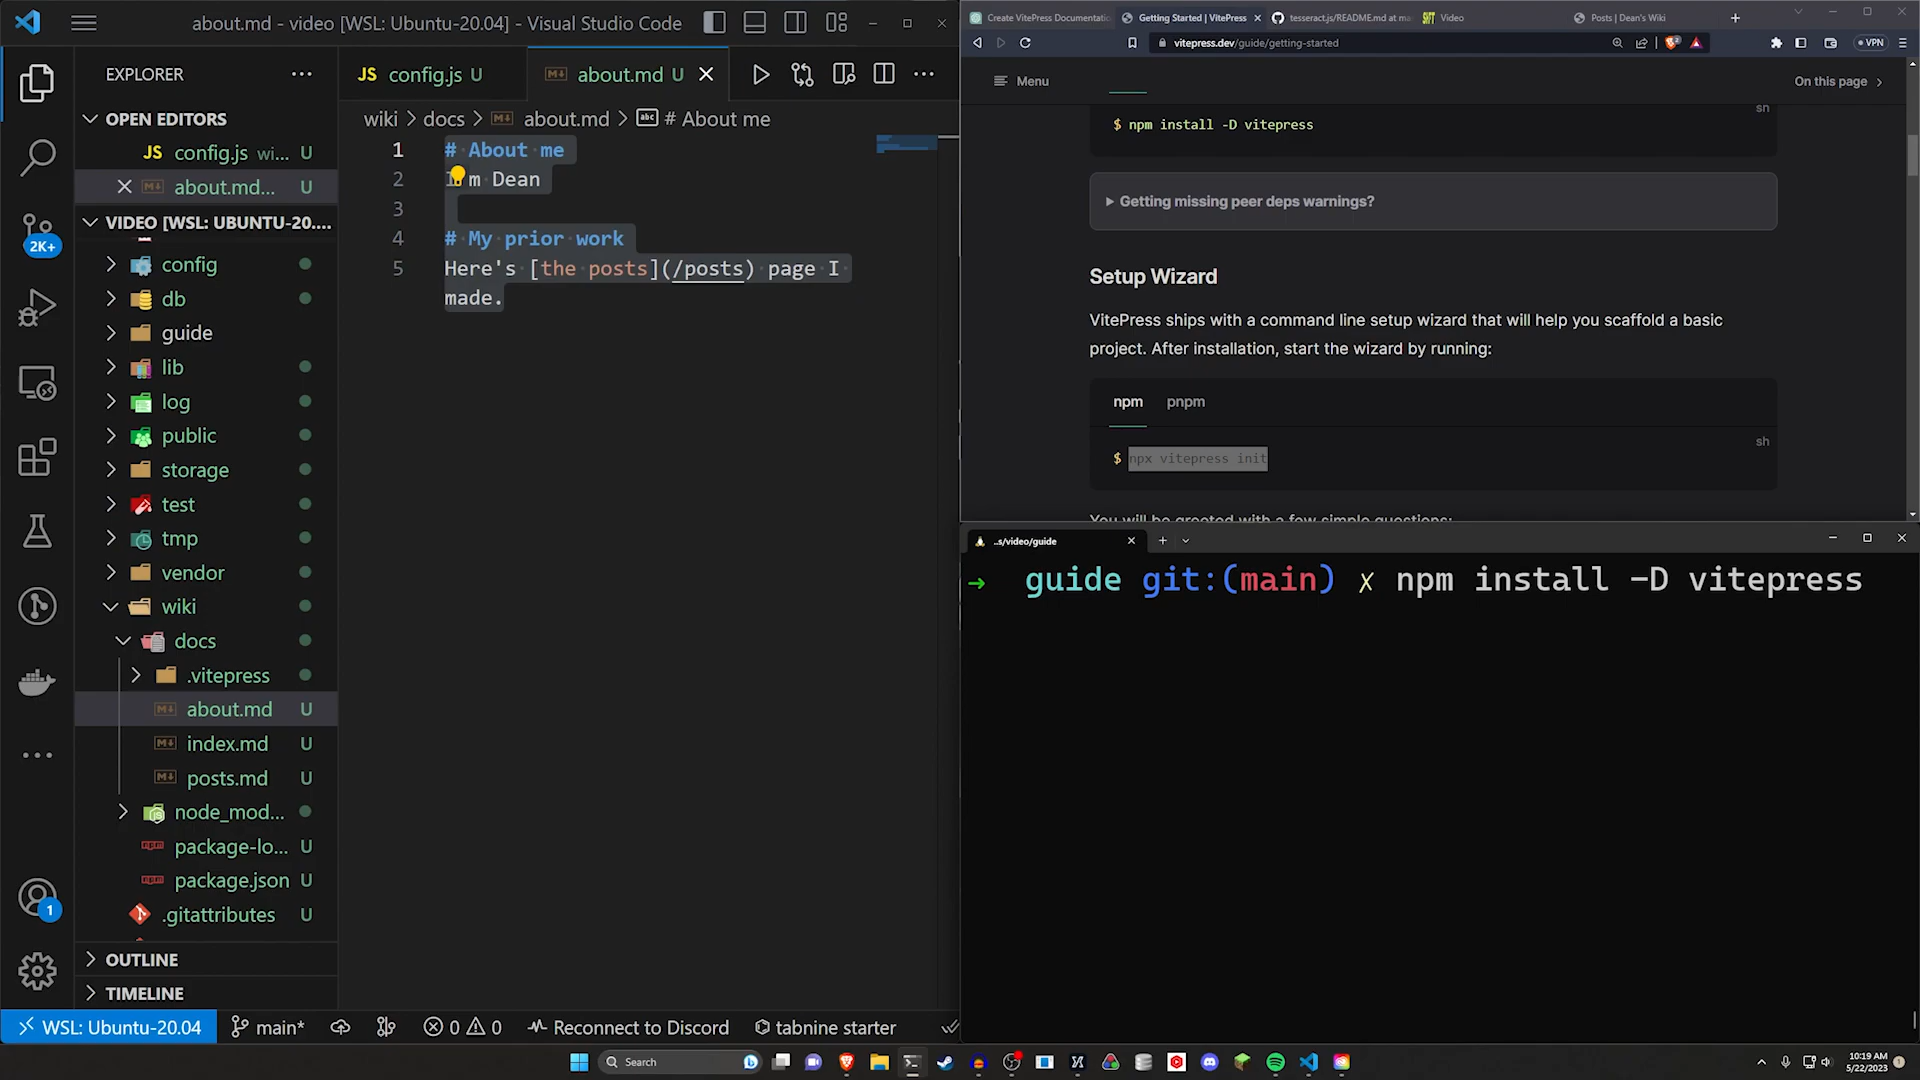 about.md - video [WSL: Ubuntu-20.04] - Visual Studio Code
EXPLORER
OPEN EDITORS
JS config.js wi... U
about.md... U
VIDEO [WSL: UBUNTU-20....
config
db
guide
lib
log
public
storage
test
tmp
vendor
wiki
docs
.vitepress
about.md U
index.md U
posts.md U
node_mod...
package-lo... U
package.json U
.gitattributes U
OUTLINE
TIMELINE
2K+
1
JS config.js U
about.md U
wiki > docs > about.md > # About me
1 # About me
2 I'm Dean
3
4 # My prior work
5 Here's [the posts](/posts) page I
made.
WSL: Ubuntu-20.04 main* 0 0 Reconnect to Discord tabnine starter
Create VitePress Documentatio
Getting Started | VitePress
tesseract.js/README.md at ma
Video
Posts | Dean's Wiki
vitepress.dev/guide/getting-started
VPN
Menu
On this page
sh
$ npm install -D vitepress
Getting missing peer deps warnings?
Setup Wizard
VitePress ships with a command line setup wizard that will help you scaffold a basic
project. After installation, start the wizard by running:
npm pnpm
sh
$ npx vitepress init
You will be greeted with a few simple questions:
..s/video/guide
→ guide git:(main) x npm install -D vitepress
Search
10:19 AM
5/22/2023